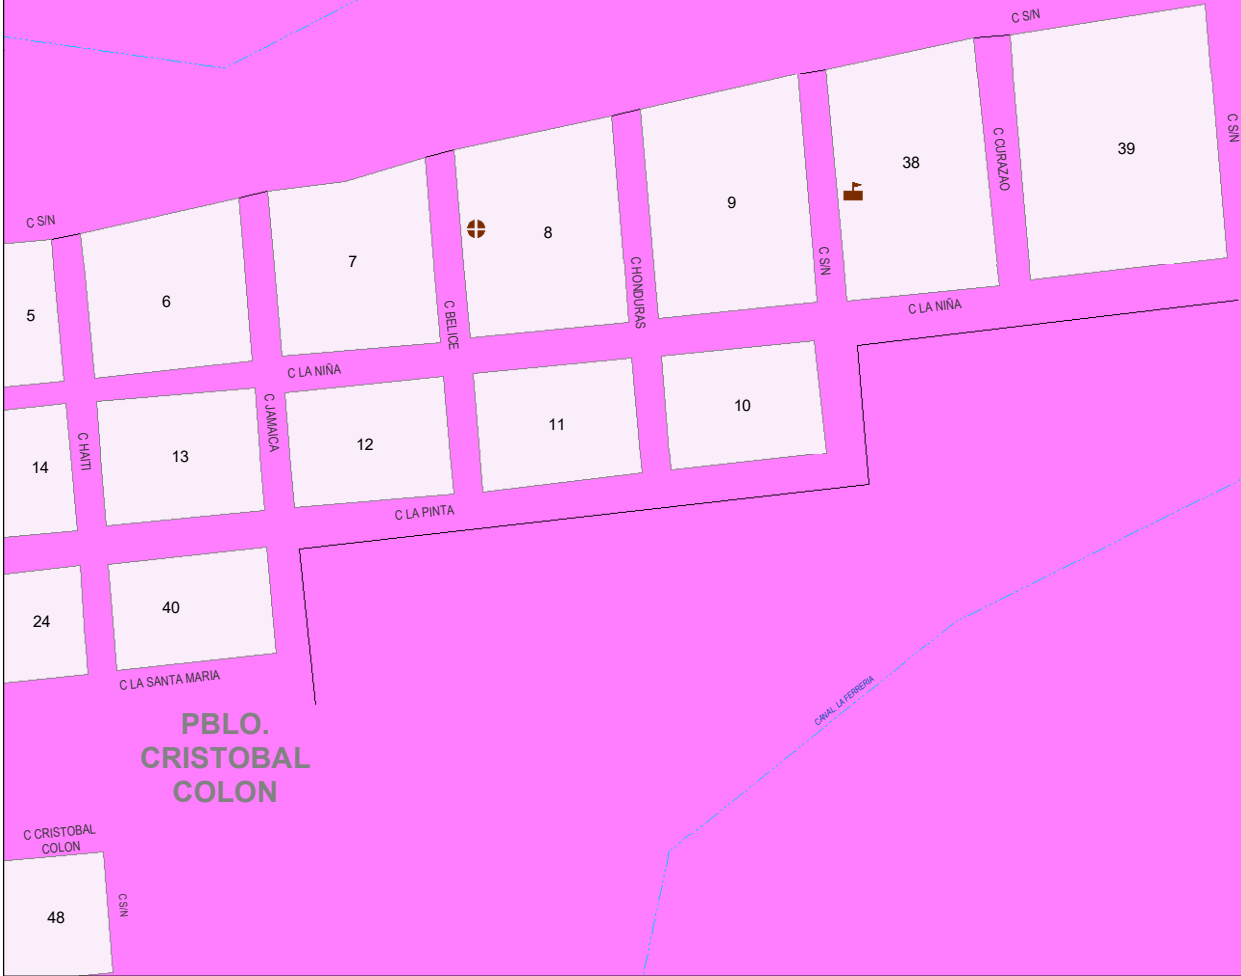 C S/N
C S/N
39
38
C CURAZAO
C S/N
9
C S/N
8
7
6
5
C HONDURAS
C BELICE
C LA NIÑA
C LA NIÑA
C JAMAICA
C HAITI
10
11
12
13
14
C LA PINTA
40
24
C LA SANTA MARIA
CANAL LA FERRERIA
PBLO.
CRISTOBAL
COLON
C CRISTOBAL
COLON
48
C S/N